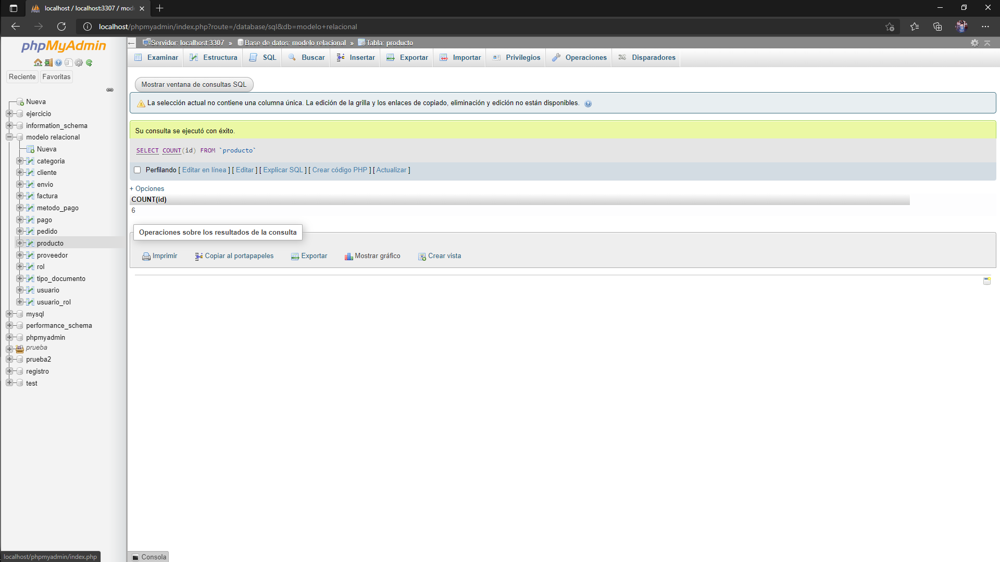 localhost / localhost:3307 / mod
localhost/phpmyadmin/index.php?route=/database/sql&db=modelo+relacional
phpMyAdmin
Reciente
Favoritas
Nueva
ejercicio
information_schema
modelo relacional
Nueva
categoria
cliente
envio
factura
metodo_pago
pago
pedido
producto
proveedor
rol
tipo_documento
usuario
usuario_rol
mysql
performance_schema
phpmyadmin
prueba
prueba2
registro
test
localhost/phpmyadmin/index.php
Servidor: localhost:3307 » Base de datos: modelo relacional » Tabla: producto
Examinar Estructura SQL Buscar Insertar Exportar Importar Privilegios Operaciones Disparadores
Mostrar ventana de consultas SQL
La selección actual no contiene una columna única. La edición de la grilla y los enlaces de copiado, eliminación y edición no están disponibles.
Su consulta se ejecutó con éxito.
SELECT COUNT(id) FROM `producto`
Perfilando [ Editar en línea ] [ Editar ] [ Explicar SQL ] [ Crear código PHP ] [ Actualizar ]
+ Opciones
COUNT(id)
6
Operaciones sobre los resultados de la consulta
Imprimir Copiar al portapapeles Exportar Mostrar gráfico Crear vista
Consola